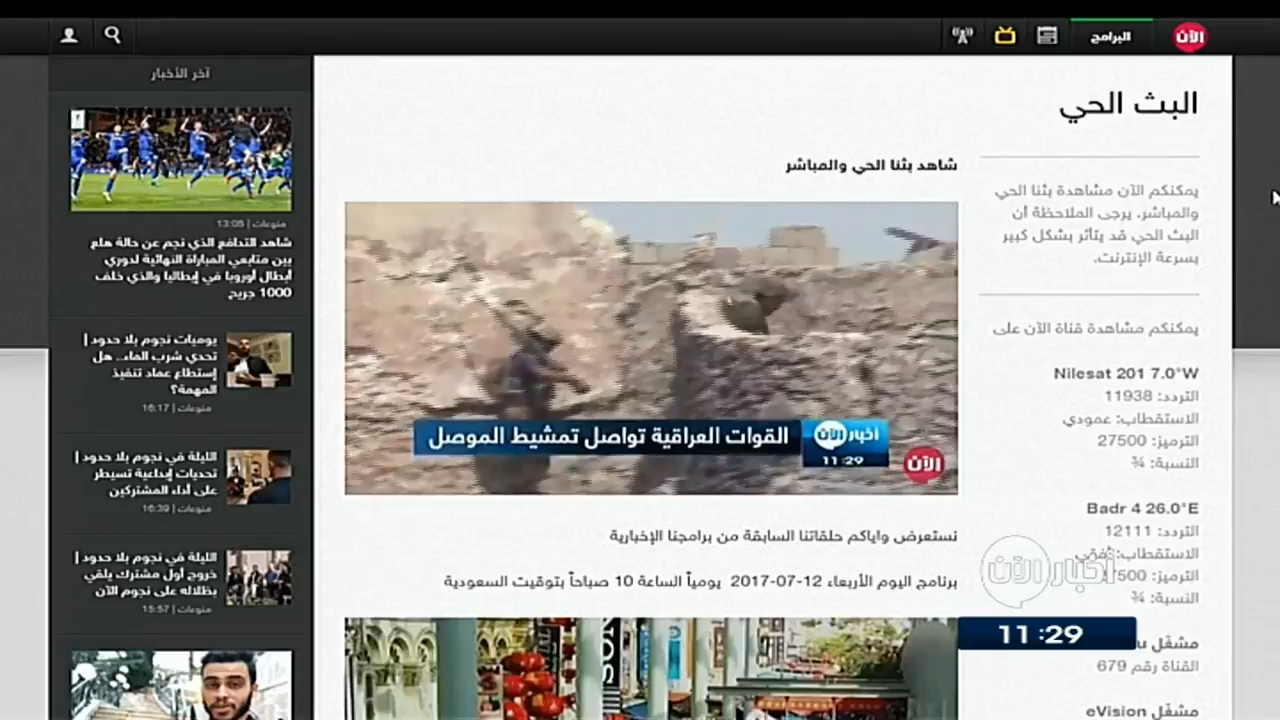 الآن
البرامج
البث الحي
يمكنكم الآن مشاهدة بثنا الحي
والمباشر. يرجى الملاحظة أن
البث الحي قد يتأثر بشكل كبير
بسرعة الإنترنت.
يمكنكم مشاهدة قناة الآن على
Nilesat 201 7.0°W
التردد: 11938
الاستقطاب: عمودي
الترميز: 27500
النسبة: ¾
Badr 4 26.0°E
التردد: 12111
الاستقطاب: أفقي
النسبة: ¾
أخبار الآن
11:29
مشغّل
القناة رقم 679
مشغّل eVision
شاهد بثنا الحي والمباشر
القوات العراقية تواصل تمشيط الموصل
أخبار الآن
11:29
الآن
نستعرض واياكم حلقاتنا السابقة من برامجنا الإخبارية
برنامج اليوم الأربعاء 12-07-2017 يومياً الساعة 10 صباحاً بتوقيت السعودية
آخر الأخبار
منوعات | 13:05
شاهد التدافع الذي نجم عن حالة هلع
بين متابعي المباراة النهائية لدوري
أبطال أوروبا في إيطاليا والذي خلف
1000 جريح
يوميات نجوم بلا حدود |
تحدي شرب الماء.. هل
إستطاع عماد تنفيذ
المهمة؟
منوعات | 16:17
الليلة في نجوم بلا حدود |
تحديات إبداعية تسيطر
على أداء المشتركين
منوعات | 16:39
الليلة في نجوم بلا حدود |
خروج أول مشترك يلقي
بظلاله على نجوم الآن
منوعات | 15:57